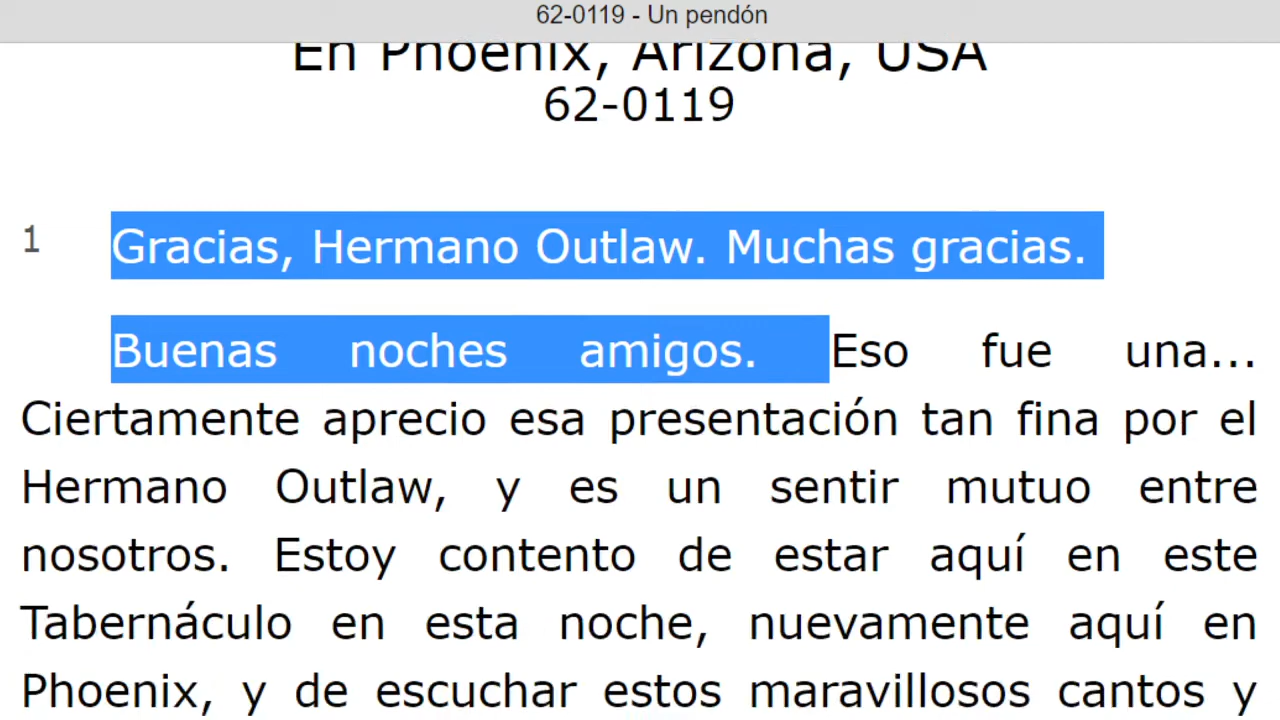 62-0119 - Un pendón
En Phoenix, Arizona, USA
62-0119
1 Gracias, Hermano Outlaw. Muchas gracias.
Buenas noches amigos. Eso fue una...
Ciertamente aprecio esa presentación tan fina por el
Hermano Outlaw, y es un sentir mutuo entre
nosotros. Estoy contento de estar aquí en este
Tabernáculo en esta noche, nuevamente aquí en
Phoenix, y de escuchar estos maravillosos cantos y